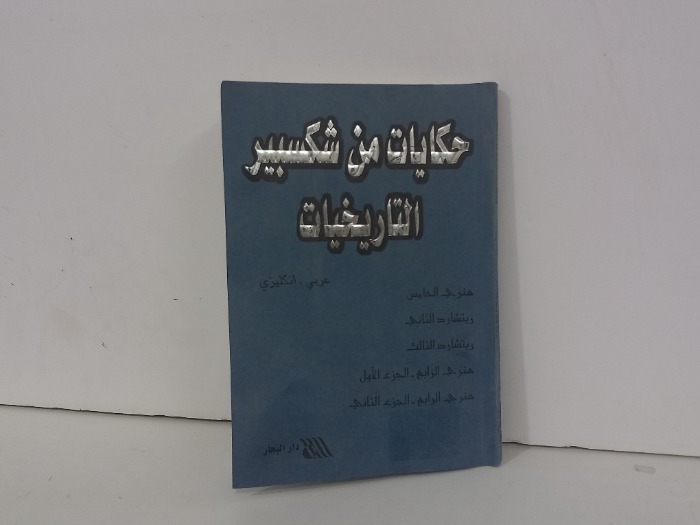 حكايات من شكسبير
التاريخيات
عربي - انكليزي
هنري الخامس
ريتشارد الثاني
ريتشارد الثالث
هنري الرابع - الجزء الأول
هنري الرابع - الجزء الثاني
دار البحار